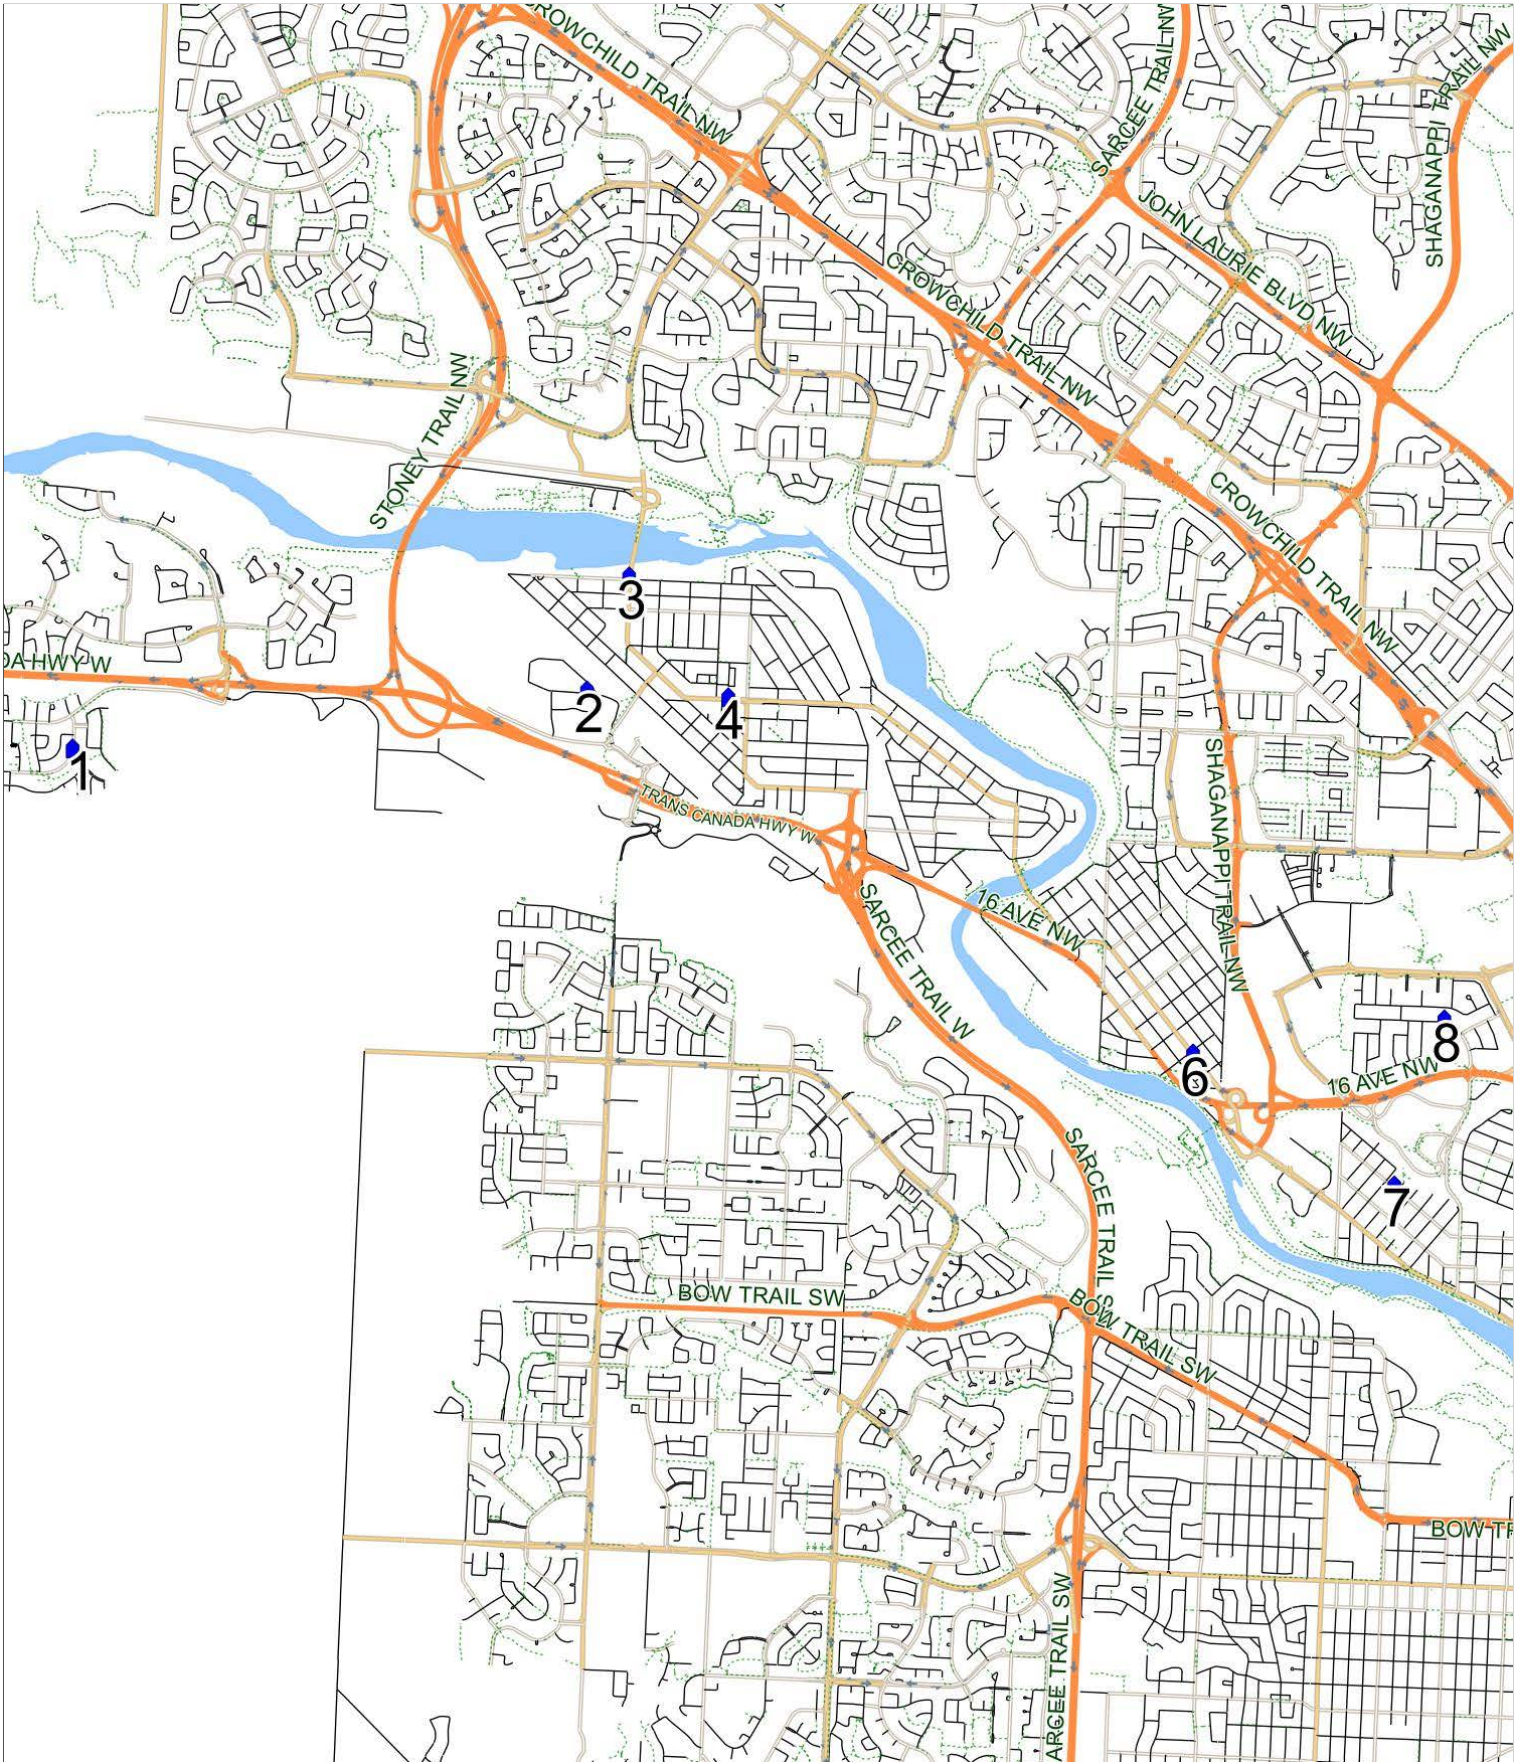 CROWCHILD TRAIL NW
SARCEE TRAIL NW
SHAGANAPPI TRAIL NW
JOHN LAURIE BLVD NW
CROWCHILD TRAIL NW
STONEY TRAIL NW
CROWCHILD TRAIL NW
3
DA HWY W
2
4
1
TRANS CANADA HWY W
SHAGANAPPI TRAIL NW
SARCEE TRAIL W
16 AVE NW
8
6
16 AVE NW
7
SARCEE TRAIL S
BOW TRAIL SW
BOW TRAIL SW
BOW TR
ARCEE TRAIL SW